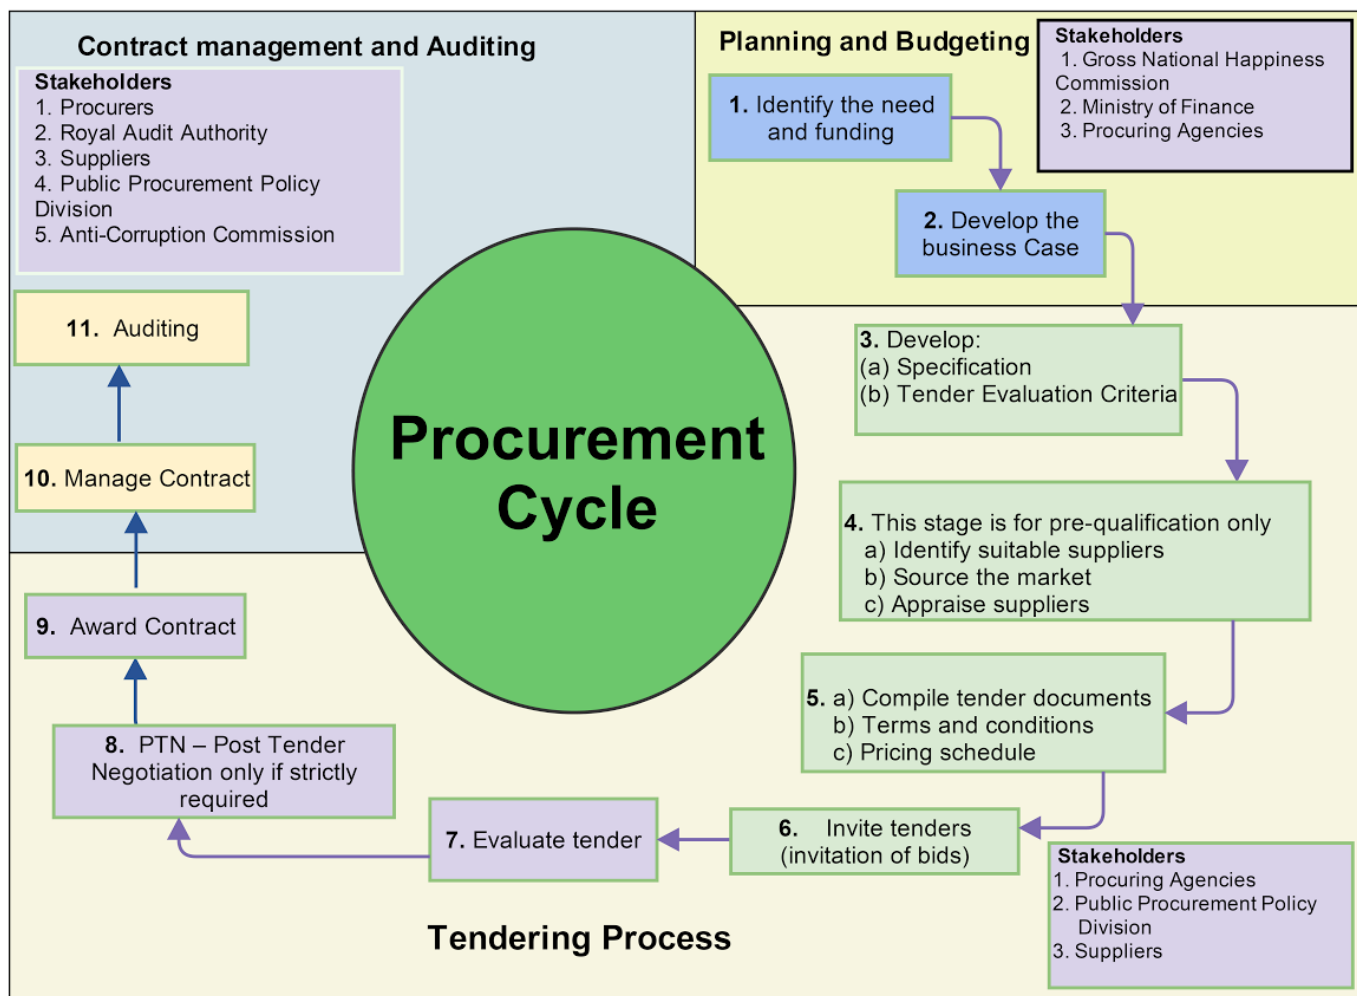 Contract management and Auditing
Stakeholders
1. Procurers
2. Royal Audit Authority
3. Suppliers
4. Public Procurement Policy
Division
5. Anti-Corruption Commission
Planning and Budgeting
Stakeholders
1. Gross National Happiness
Commission
2. Ministry of Finance
3. Procuring Agencies
1. Identify the need
and funding
2. Develop the
business Case
3. Develop:
(a) Specification
(b) Tender Evaluation Criteria
4. This stage is for pre-qualification only
a) Identify suitable suppliers
b) Source the market
c) Appraise suppliers
5. a) Compile tender documents
b) Terms and conditions
c) Pricing schedule
6. Invite tenders
(invitation of bids)
7. Evaluate tender
8. PTN – Post Tender
Negotiation only if strictly
required
9. Award Contract
10. Manage Contract
11. Auditing
Procurement
Cycle
Tendering Process
Stakeholders
1. Procuring Agencies
2. Public Procurement Policy
Division
3. Suppliers